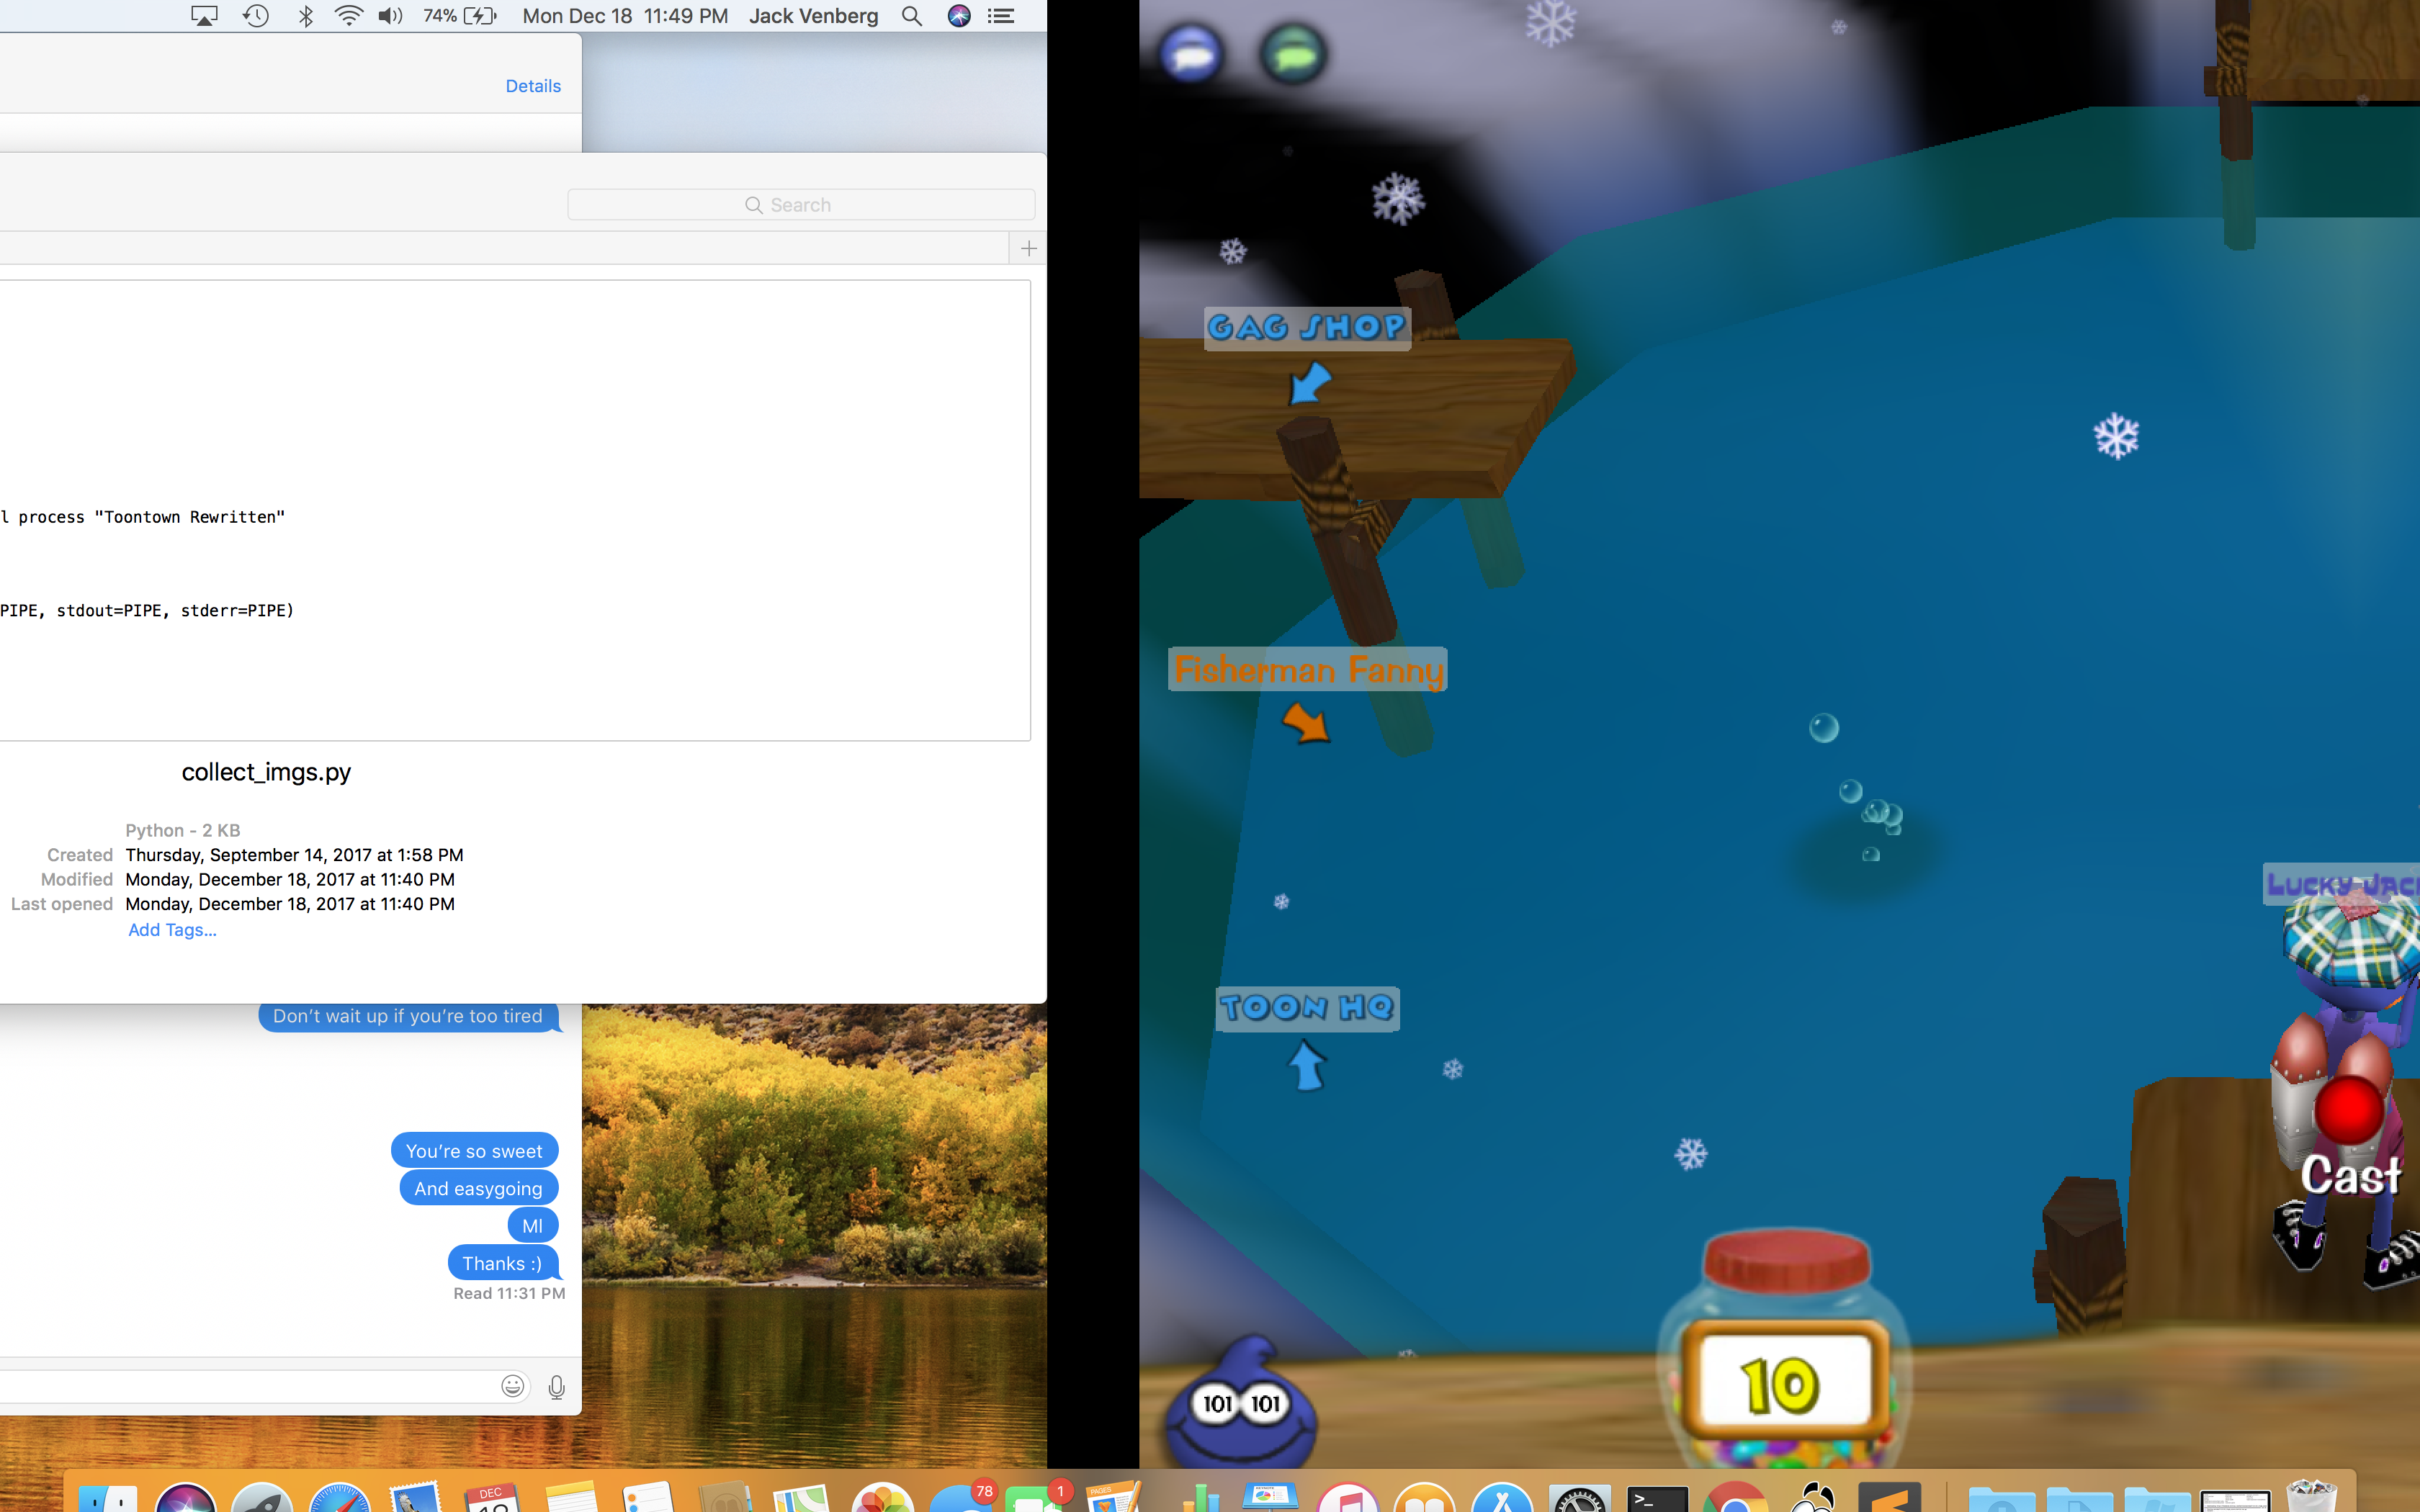 74%
Mon Dec 18 11:49 PM
Jack Venberg
Details
Search
l process "Toontown Rewritten"
PIPE, stdout=PIPE, stderr=PIPE)
collect_imgs.py
Python - 2 KB
Created Thursday, September 14, 2017 at 1:58 PM
Modified Monday, December 18, 2017 at 11:40 PM
Last opened Monday, December 18, 2017 at 11:40 PM
Add Tags...
Don't wait up if you're too tired
You're so sweet
And easygoing
Ml
Thanks :)
Read 11:31 PM
GAG SHOP
Fisherman Fanny
TOON HQ
LUCKY JAC
Cast
10
101 101
DEC
78
1
PAGES
>_